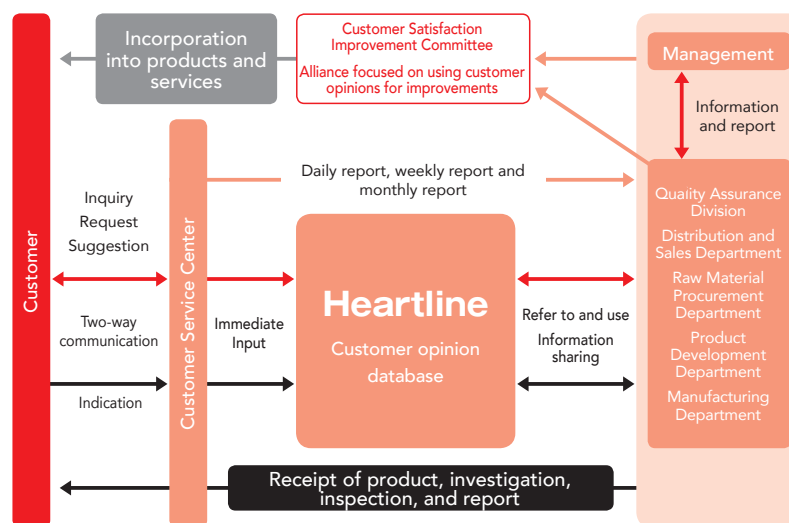 Incorporation
into products and
services
Customer Satisfaction
Improvement Committee
Alliance focused on using customer
opinions for improvements
Management
Information
and report
Daily report, weekly report and
monthly report
Customer
Inquiry
Request
Suggestion
Two-way
communication
Indication
Customer Service Center
Immediate
Input
Heartline
Customer opinion
database
Refer to and use
Information
sharing
Quality Assurance
Division
Distribution and
Sales Department
Raw Material
Procurement
Department
Product
Development
Department
Manufacturing
Department
Receipt of product, investigation,
inspection, and report